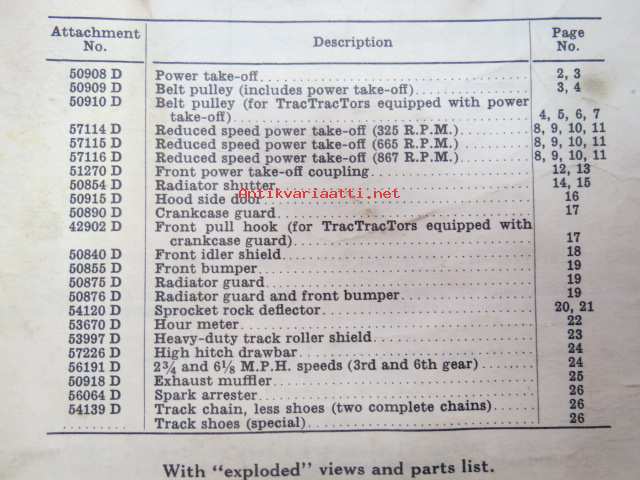 Attachment No. Description Page No.
50908 D Power take-off 2, 3
50909 D Belt pulley (includes power take-off) 3, 4
50910 D Belt pulley (for TracTracTors equipped with power
take-off) 4, 5, 6, 7
57114 D Reduced speed power take-off (325 R.P.M.) 8, 9, 10, 11
57115 D Reduced speed power take-off (665 R.P.M.) 8, 9, 10, 11
57116 D Reduced speed power take-off (867 R.P.M.) 8, 9, 10, 11
51270 D Front power take-off coupling 12, 13
50854 D Radiator shutter 14, 15
Antikvariaatti.net
50915 D Hood side door 16
50890 D Crankcase guard 17
42902 D Front pull hook (for TracTracTors equipped with
crankcase guard) 17
50840 D Front idler shield 18
50855 D Front bumper 19
50875 D Radiator guard 19
50876 D Radiator guard and front bumper 19
54120 D Sprocket rock deflector 20, 21
53670 D Hour meter 22
53997 D Heavy-duty track roller shield 23
57226 D High hitch drawbar 24
56191 D 2¾ and 6⅛ M.P.H. speeds (3rd and 6th gear) 24
50918 D Exhaust muffler 25
56064 D Spark arrester 26
54139 D Track chain, less shoes (two complete chains) 26
Track shoes (special) 26
With "exploded" views and parts list.